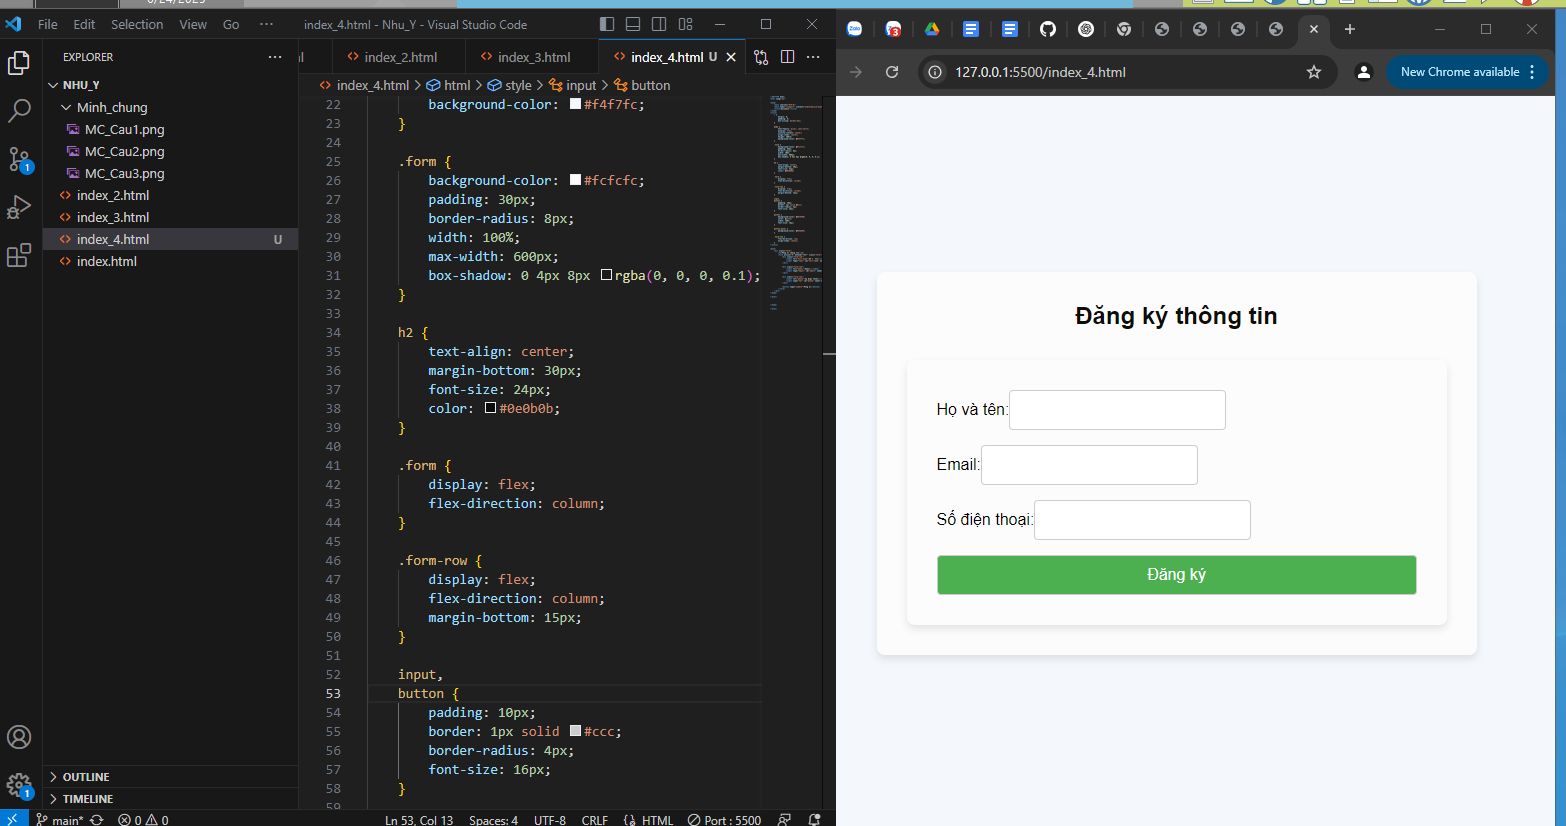 File Edit Selection View Go ··· index_4.html - Nhu_Y - Visual Studio Code
EXPLORER ···
NHU_Y
Minh_chung
MC_Cau1.png
MC_Cau2.png
MC_Cau3.png
index_2.html
index_3.html
index_4.html U
index.html
OUTLINE
TIMELINE
index_2.html index_3.html index_4.html U
index_4.html > html > style > input > button
22 background-color: #f4f7fc;
23 }
24
25 .form {
26 background-color: #fcfcfc;
27 padding: 30px;
28 border-radius: 8px;
29 width: 100%;
30 max-width: 600px;
31 box-shadow: 0 4px 8px rgba(0, 0, 0, 0.1);
32 }
33
34 h2 {
35 text-align: center;
36 margin-bottom: 30px;
37 font-size: 24px;
38 color: #0e0b0b;
39 }
40
41 .form {
42 display: flex;
43 flex-direction: column;
44 }
45
46 .form-row {
47 display: flex;
48 flex-direction: column;
49 margin-bottom: 15px;
50 }
51
52 input,
53 button {
54 padding: 10px;
55 border: 1px solid #ccc;
56 border-radius: 4px;
57 font-size: 16px;
58 }
59
main* 0 0 Ln 53, Col 13 Spaces: 4 UTF-8 CRLF HTML Port : 5500
127.0.0.1:5500/index_4.html New Chrome available
Đăng ký thông tin
Họ và tên:
Email:
Số điện thoại:
Đăng ký